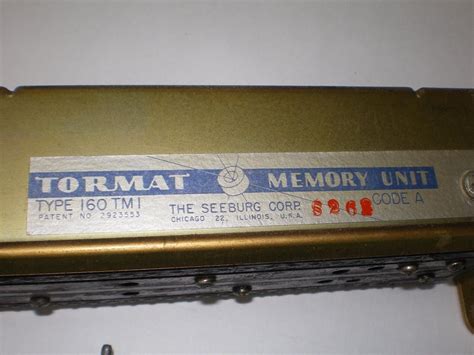 TORMAT MEMORY UNIT
TYPE 160 TM1 THE SEEBURG CORP. 8262 CODE A
PATENT NO 2923553 CHICAGO 22, ILLINOIS, U.S.A.